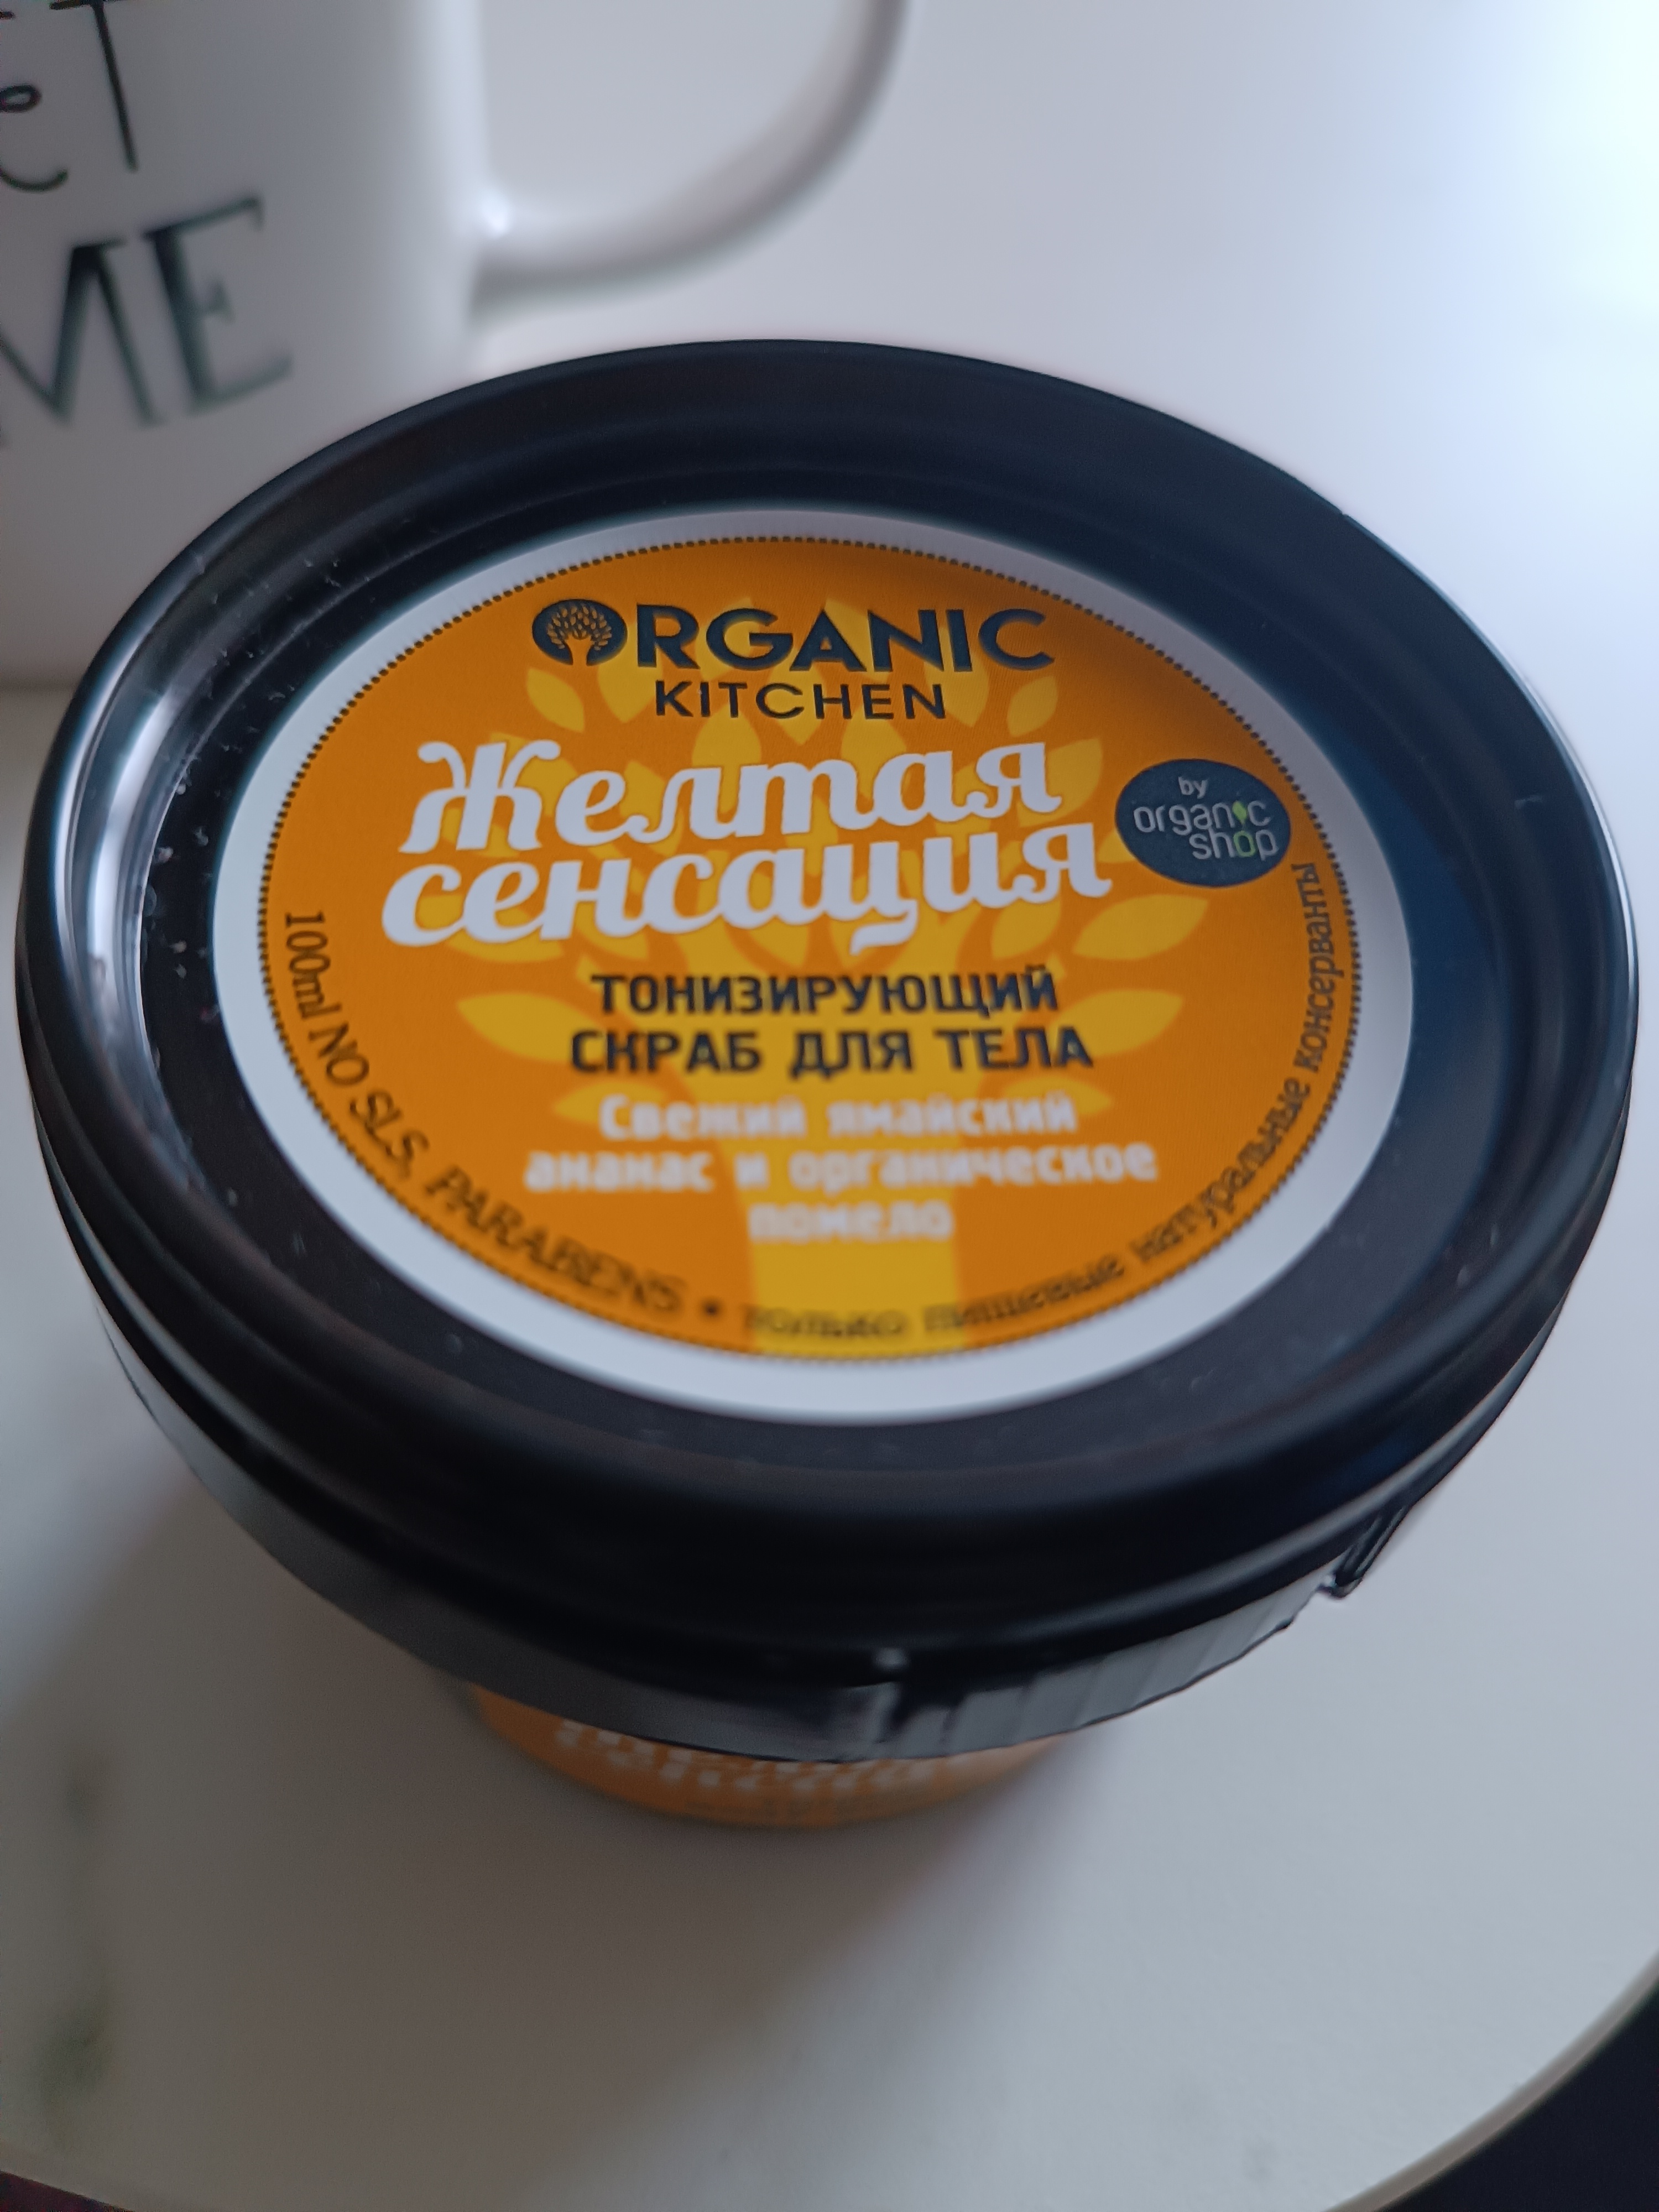 ME
ORGANIC
KITCHEN
Желтая
сенсация
by
organic
shop
ТОНИЗИРУЮЩИЙ
СКРАБ ДЛЯ ТЕЛА
Свежий ямайский
ананас и органическое
помело
100ml NO SLS, PARABENS • только пищевые натуральные консерванты